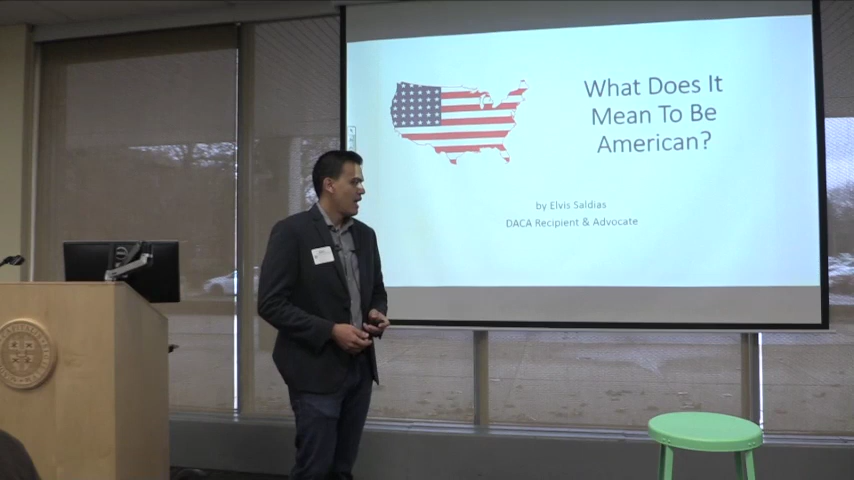 What Does It
Mean To Be
American?
by Elvis Saldias
DACA Recipient & Advocate